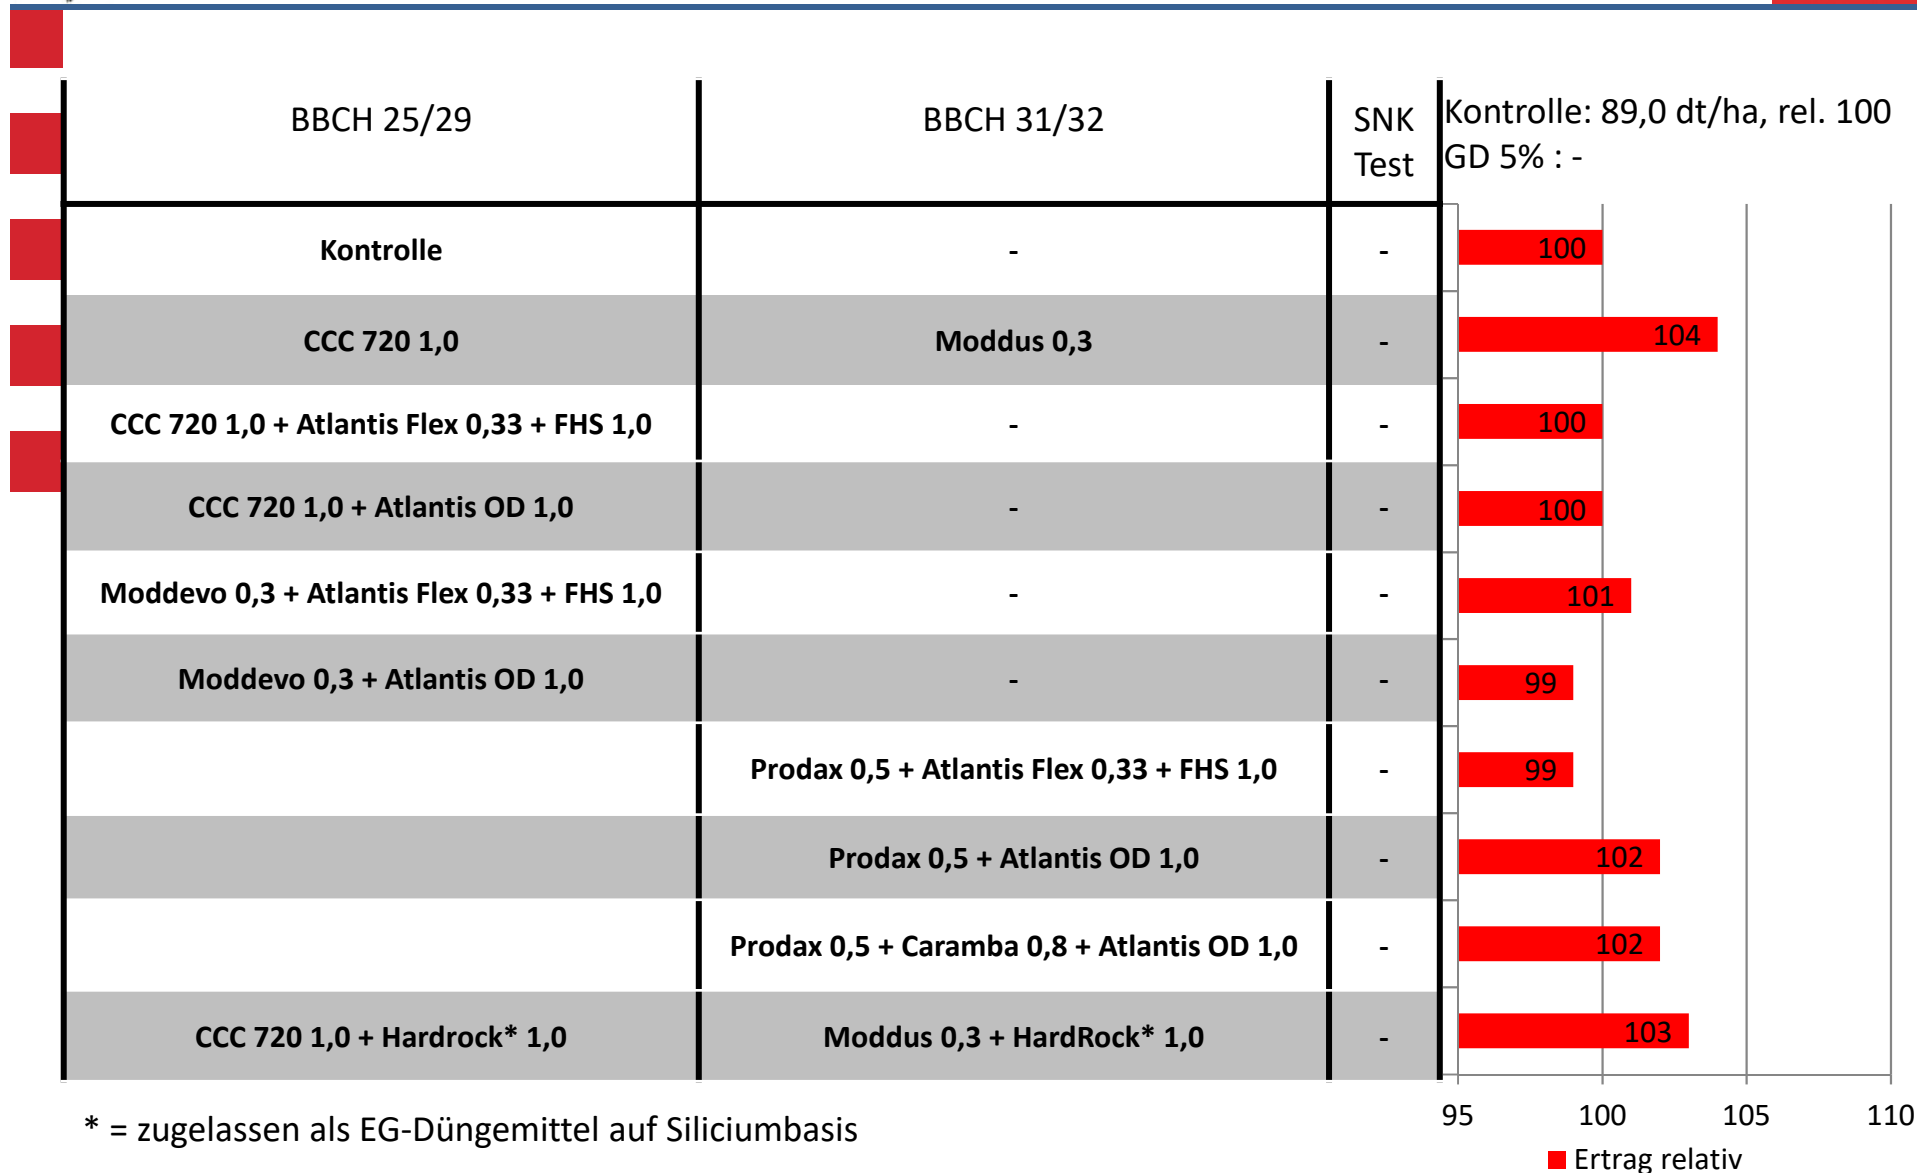 BBCH 25/29
BBCH 31/32
SNK
Test
Kontrolle: 89,0 dt/ha, rel. 100
GD 5% : -
Kontrolle - - 100
CCC 720 1,0 Moddus 0,3 - 104
CCC 720 1,0 + Atlantis Flex 0,33 + FHS 1,0 - - 100
CCC 720 1,0 + Atlantis OD 1,0 - - 100
Moddevo 0,3 + Atlantis Flex 0,33 + FHS 1,0 - - 101
Moddevo 0,3 + Atlantis OD 1,0 - - 99
Prodax 0,5 + Atlantis Flex 0,33 + FHS 1,0 - 99
Prodax 0,5 + Atlantis OD 1,0 - 102
Prodax 0,5 + Caramba 0,8 + Atlantis OD 1,0 - 102
CCC 720 1,0 + Hardrock* 1,0 Moddus 0,3 + HardRock* 1,0 - 103
95 100 105 110
Ertrag relativ
* = zugelassen als EG-Düngemittel auf Siliciumbasis